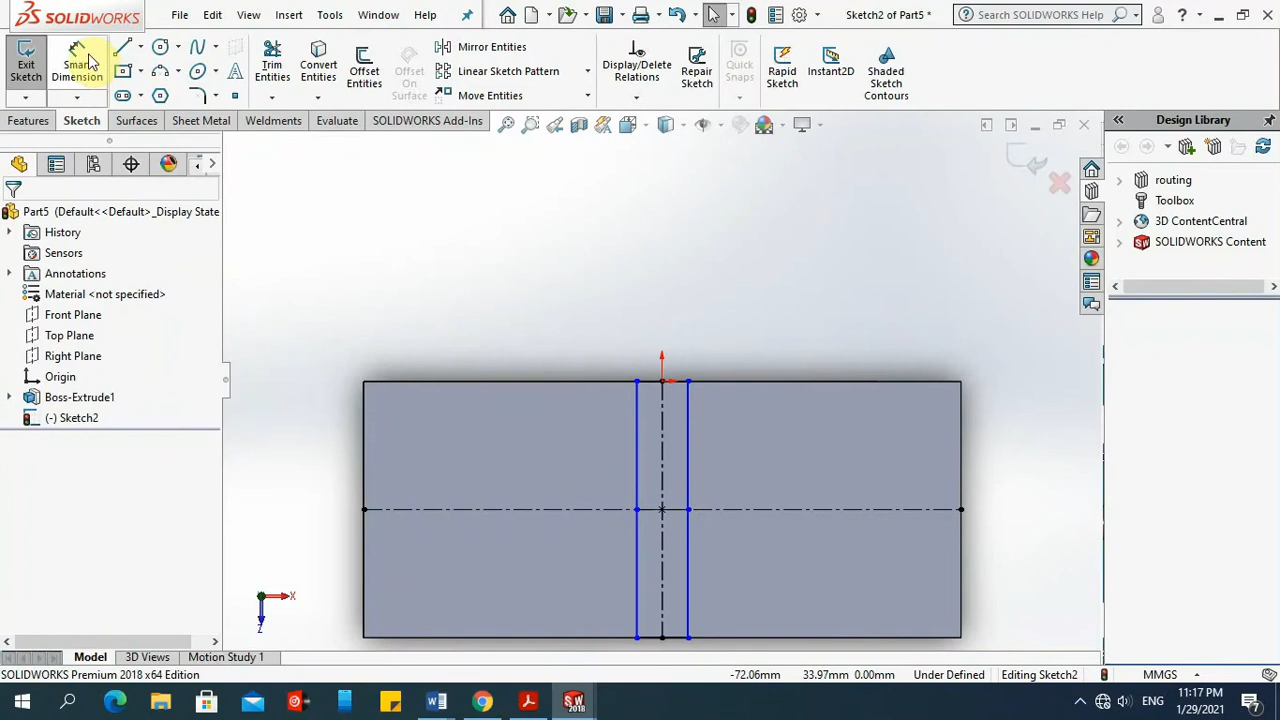 SOLIDWORKS File Edit View Insert Tools Window Help Sketch2 of Part5 * Search SOLIDWORKS Help ?
Exit Sketch
Smart Dimension
Trim Entities
Convert Entities
Offset Entities
Offset On Surface
Mirror Entities
Linear Sketch Pattern
Move Entities
Display/Delete Relations
Repair Sketch
Quick Snaps
Rapid Sketch
Instant2D
Shaded Sketch Contours
Features Sketch Surfaces Sheet Metal Weldments Evaluate SOLIDWORKS Add-Ins
Design Library
Part5 (Default<<Default>_Display State
History
Sensors
Annotations
Material <not specified>
Front Plane
Top Plane
Right Plane
Origin
Boss-Extrude1
(-) Sketch2
routing
Toolbox
3D ContentCentral
SOLIDWORKS Content
X
Z
Model 3D Views Motion Study 1
SOLIDWORKS Premium 2018 x64 Edition -72.06mm 33.97mm 0.00mm Under Defined Editing Sketch2 MMGS
ENG
11:17 PM
1/29/2021
7
SW
2018